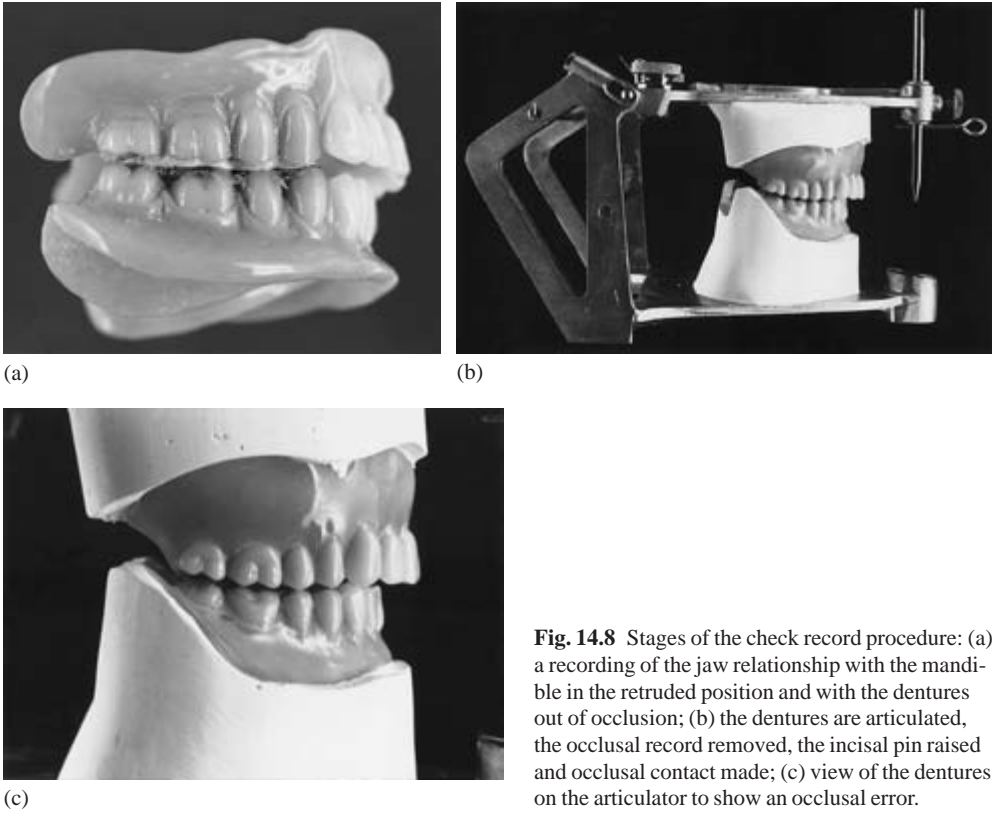 (a)
(b)
(c)
Fig. 14.8 Stages of the check record procedure: (a)
a recording of the jaw relationship with the mandi-
ble in the retruded position and with the dentures
out of occlusion; (b) the dentures are articulated,
the occlusal record removed, the incisal pin raised
and occlusal contact made; (c) view of the dentures
on the articulator to show an occlusal error.